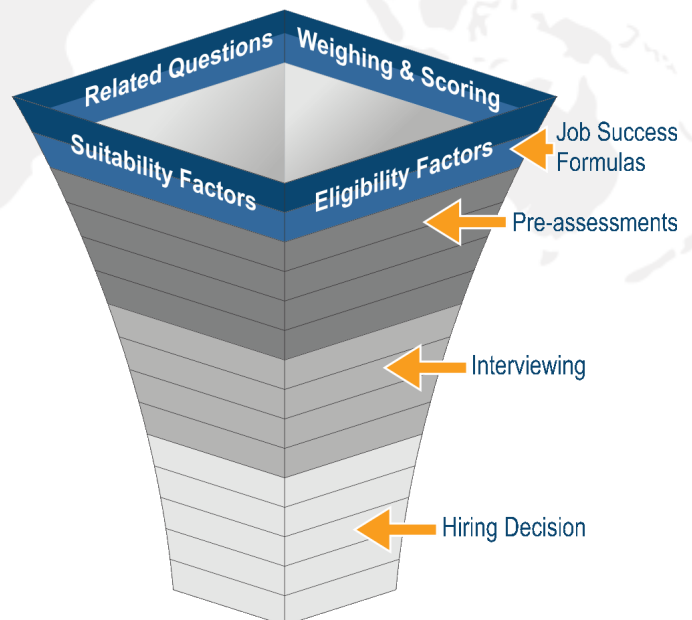 Related Questions
Weighing & Scoring
Suitability Factors
Eligibility Factors
Job Success
Formulas
Pre-assessments
Interviewing
Hiring Decision